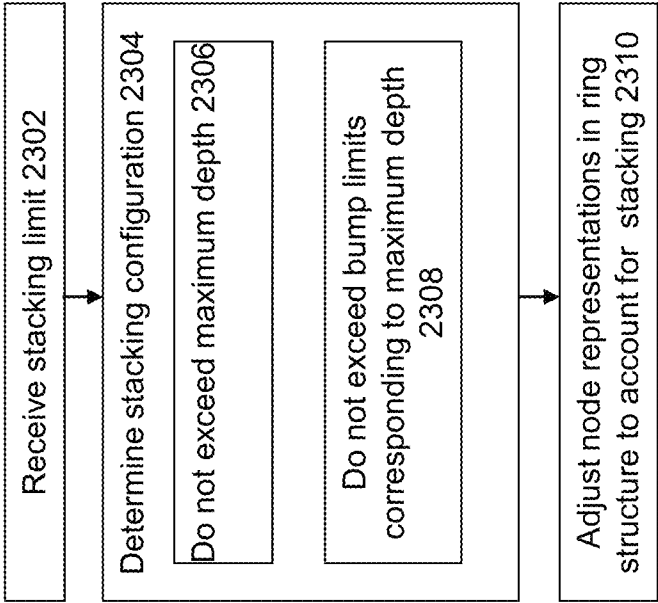 Receive stacking limit 2302
Determine stacking configuration 2304
Do not exceed maximum depth 2306
Do not exceed bump limits
corresponding to maximum depth
2308
Adjust node representations in ring
structure to account for stacking 2310